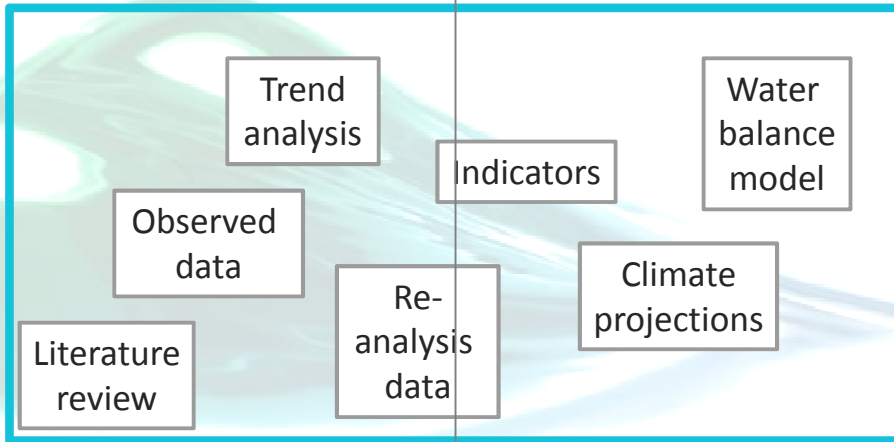 Trend
analysis
Water
balance
model
Indicators
Observed
data
Climate
projections
Re-
analysis
data
Literature
review